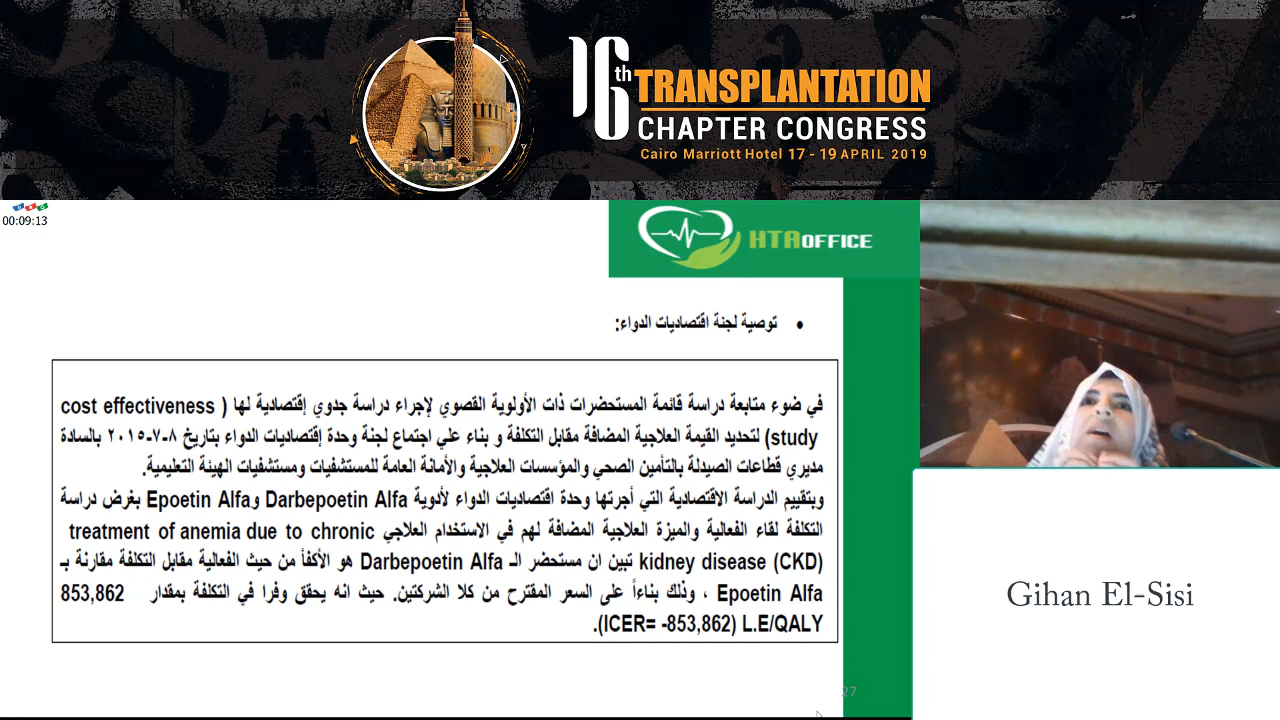 16th TRANSPLANTATION
CHAPTER CONGRESS
Cairo Marriott Hotel 17 - 19 APRIL 2019
00:09:13
HTAOFFICE
• توصية لجنة اقتصاديات الدواء:
في ضوء متابعة دراسة قائمة المستحضرات ذات الأولوية القصوي لإجراء دراسة جدوي إقتصادية لها ( cost effectiveness
study) لتحديد القيمة العلاجية المضافة مقابل التكلفة و بناء علي اجتماع لجنة وحدة إقتصاديات الدواء بتاريخ ٨-٧-٢٠١٥ بالسادة
مديري قطاعات الصيدلة بالتأمين الصحي والمؤسسات العلاجية والأمانة العامة للمستشفيات ومستشفيات الهيئة التعليمية.
وبتقييم الدراسة الاقتصادية التي أجرتها وحدة اقتصاديات الدواء لأدوية Darbepoetin Alfa وEpoetin Alfa بغرض دراسة
التكلفة لقاء الفعالية والميزة العلاجية المضافة لهم في الاستخدام العلاجي treatment of anemia due to chronic
kidney disease (CKD) تبين ان مستحضر الـ Darbepoetin Alfa هو الأكفأ من حيث الفعالية مقابل التكلفة مقارنة بـ
Epoetin Alfa ، وذلك بناءاً على السعر المقترح من كلا الشركتين. حيث انه يحقق وفرا في التكلفة بمقدار 853,862
L.E/QALY (ICER= -853,862).
27
Gihan El-Sisi